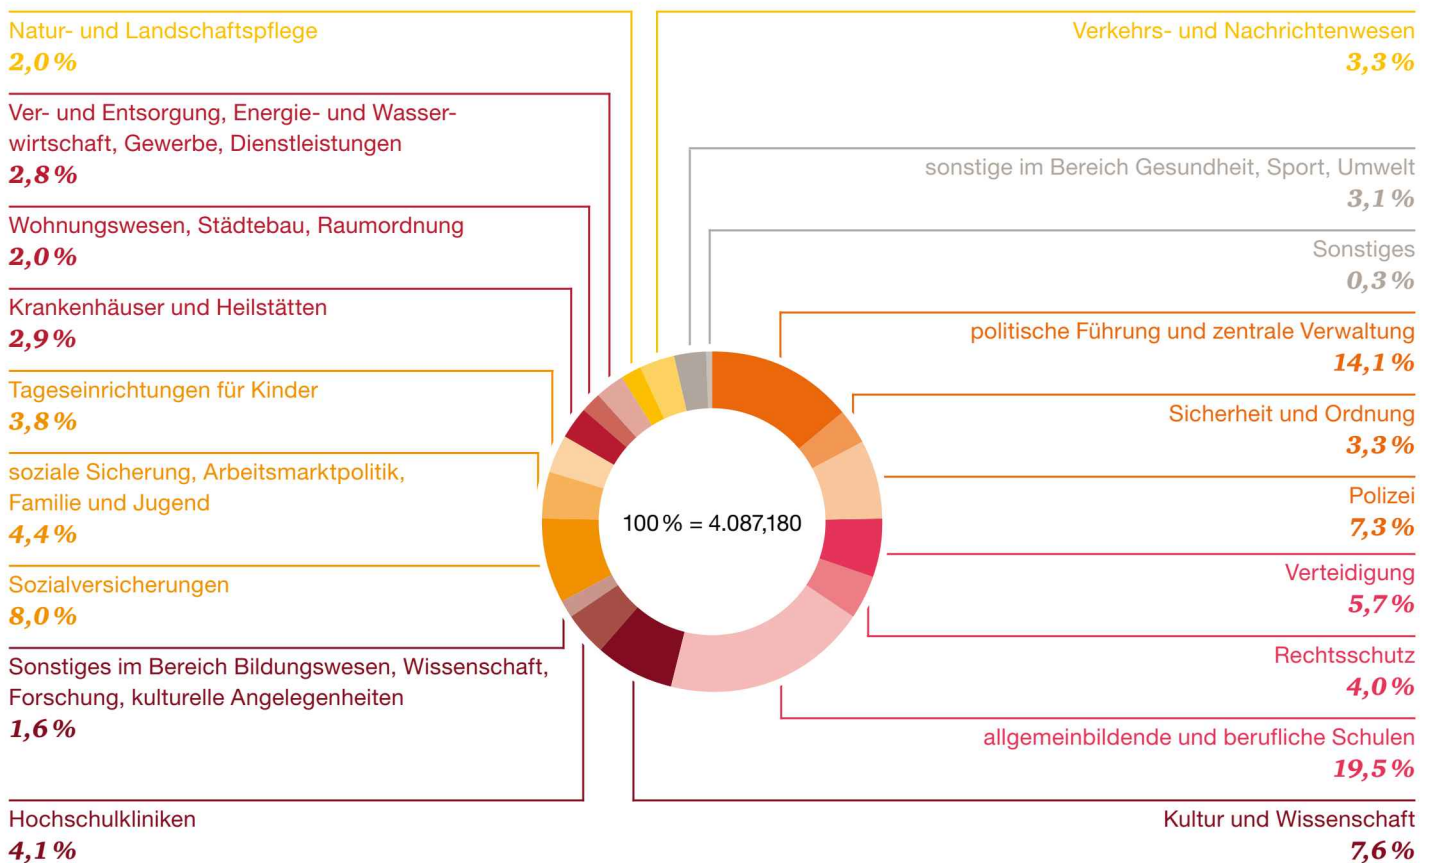 Natur- und Landschaftspflege
2,0 %
Ver- und Entsorgung, Energie- und Wasser-
wirtschaft, Gewerbe, Dienstleistungen
2,8 %
Wohnungswesen, Städtebau, Raumordnung
2,0 %
Krankenhäuser und Heilstätten
2,9 %
Tageseinrichtungen für Kinder
3,8 %
soziale Sicherung, Arbeitsmarktpolitik,
Familie und Jugend
4,4 %
Sozialversicherungen
8,0 %
Sonstiges im Bereich Bildungswesen, Wissenschaft,
Forschung, kulturelle Angelegenheiten
1,6 %
Hochschulkliniken
4,1 %
100 % = 4.087,180
Verkehrs- und Nachrichtenwesen
3,3 %
sonstige im Bereich Gesundheit, Sport, Umwelt
3,1 %
Sonstiges
0,3 %
politische Führung und zentrale Verwaltung
14,1 %
Sicherheit und Ordnung
3,3 %
Polizei
7,3 %
Verteidigung
5,7 %
Rechtsschutz
4,0 %
allgemeinbildende und berufliche Schulen
19,5 %
Kultur und Wissenschaft
7,6 %